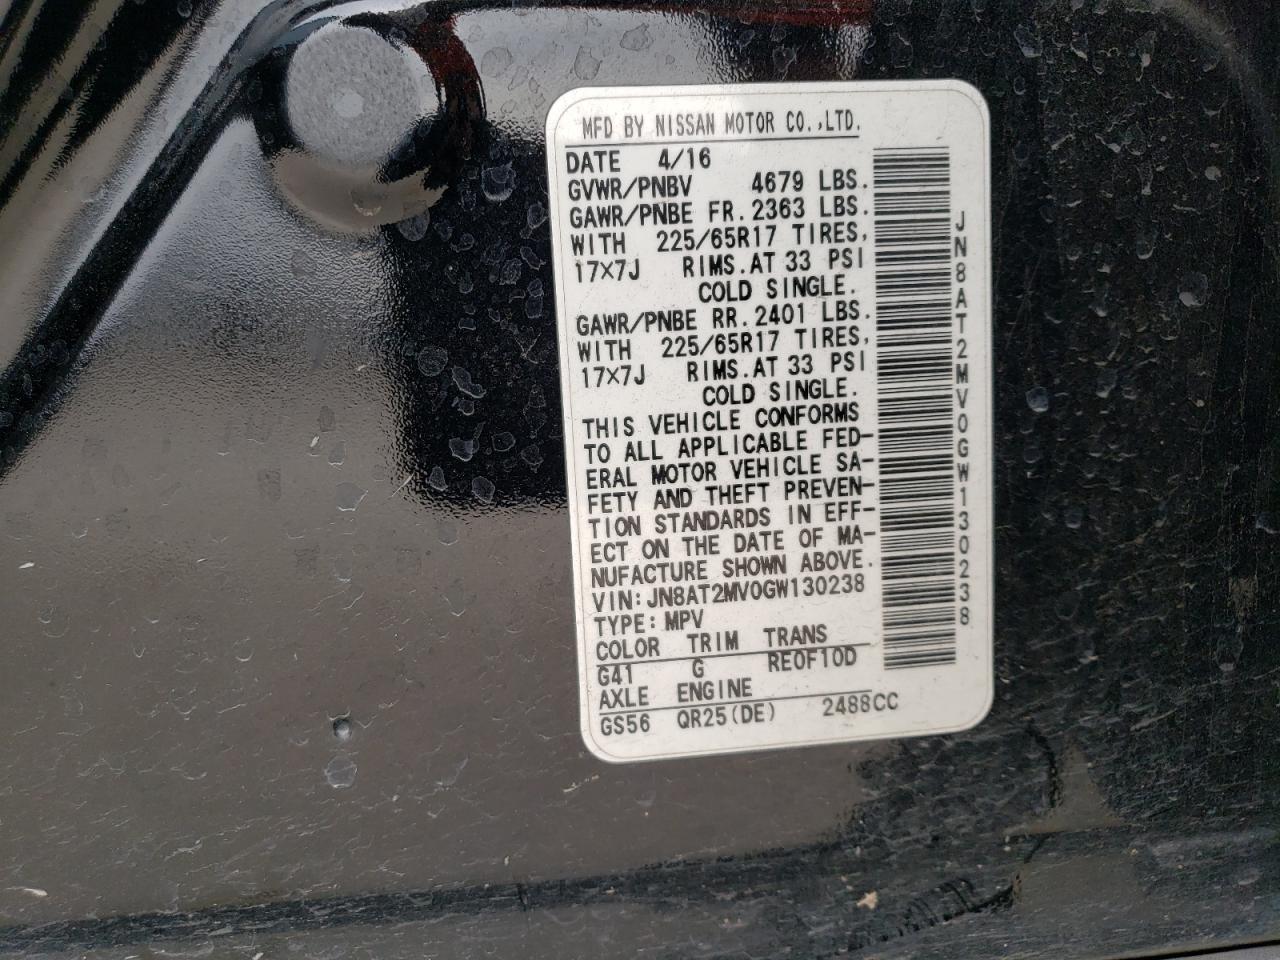 MFD BY NISSAN MOTOR CO.,LTD.
DATE 4/16
GVWR/PNBV 4679 LBS.
GAWR/PNBE FR. 2363 LBS.
WITH 225/65R17 TIRES,
17×7J RIMS. AT 33 PSI
COLD SINGLE.
GAWR/PNBE RR. 2401 LBS.
WITH 225/65R17 TIRES,
17×7J RIMS. AT 33 PSI
COLD SINGLE.
THIS VEHICLE CONFORMS
TO ALL APPLICABLE FED-
ERAL MOTOR VEHICLE SA-
FETY AND THEFT PREVEN-
TION STANDARDS IN EFF-
ECT ON THE DATE OF MA-
NUFACTURE SHOWN ABOVE.
VIN: JN8AT2MV0GW130238
TYPE: MPV
COLOR TRIM TRANS
G41 G RE0F10D
AXLE ENGINE
GS56 QR25(DE) 2488CC
JN8AT2MV0GW130238